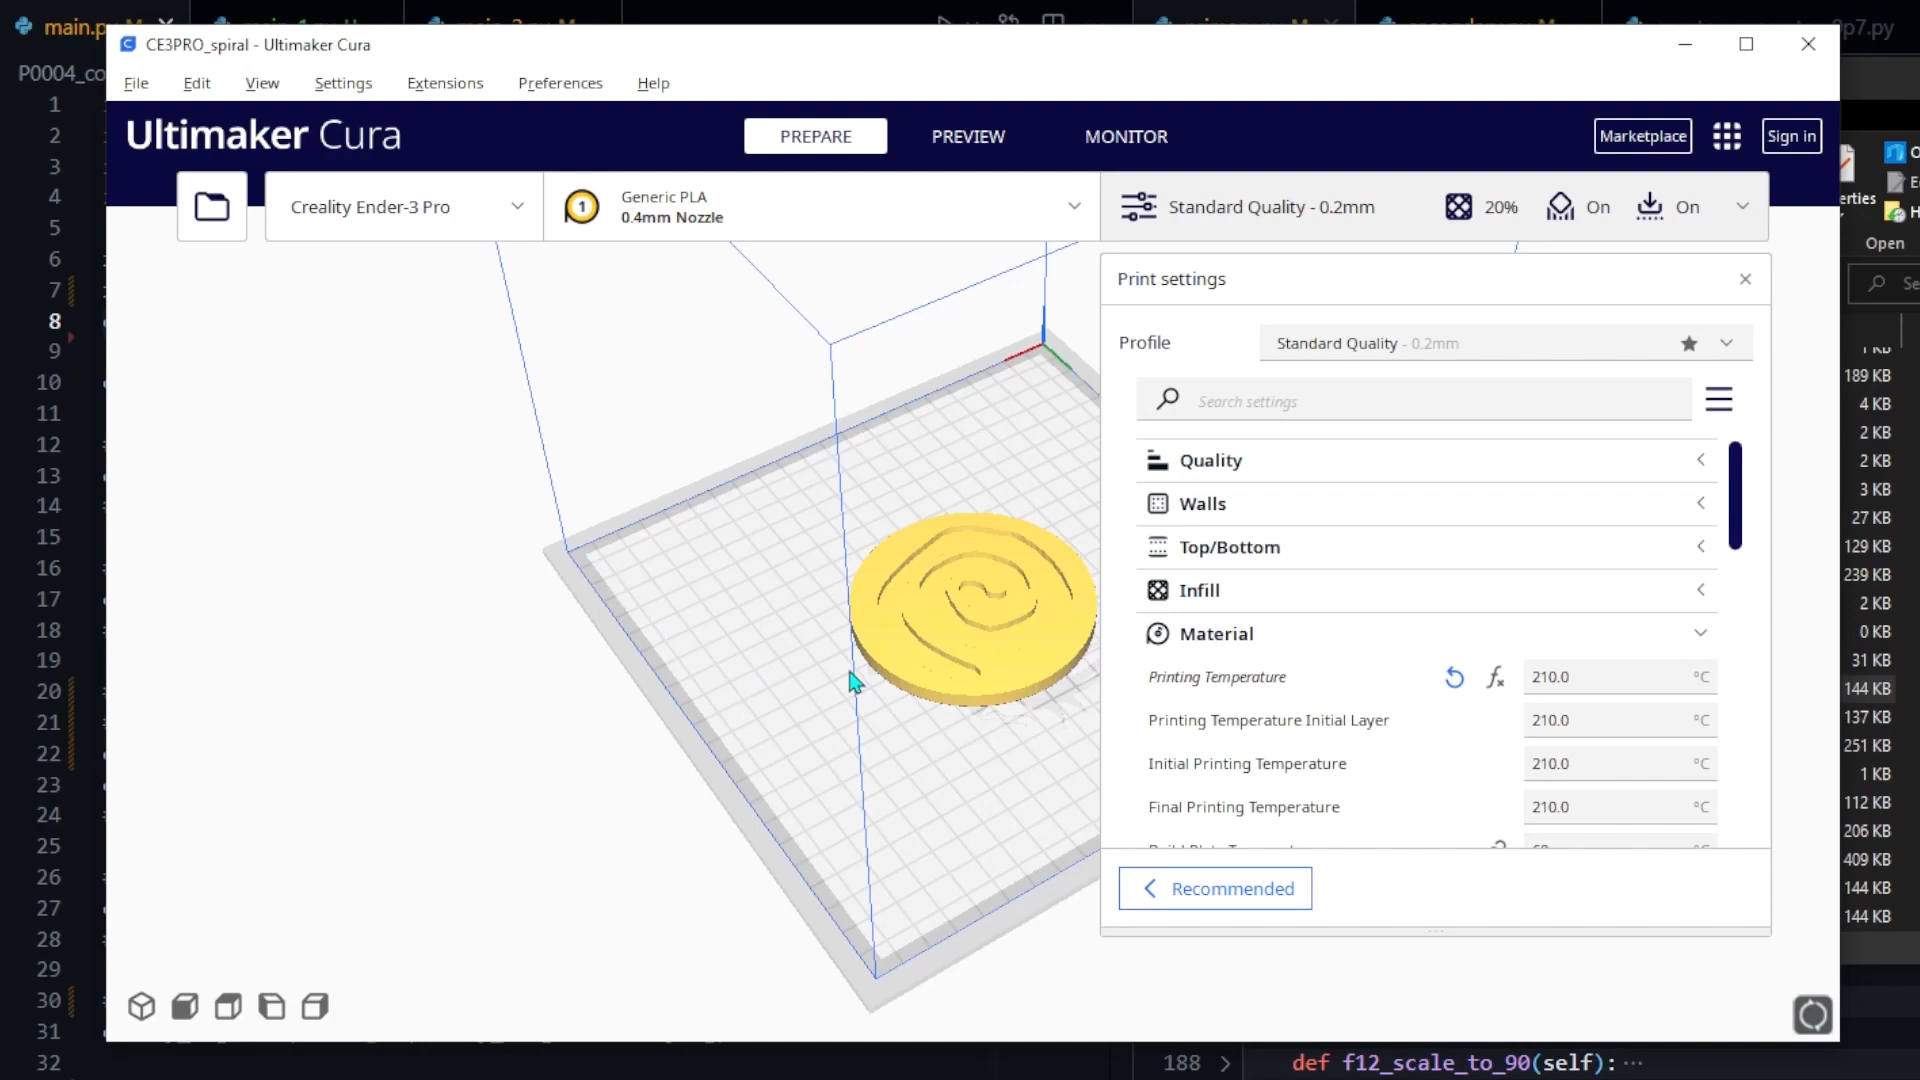 main.py M
P0004_co
CE3PRO_spiral - Ultimaker Cura
File Edit View Settings Extensions Preferences Help
Ultimaker Cura
PREPARE PREVIEW MONITOR
Marketplace
Sign in
Creality Ender-3 Pro
1
Generic PLA
0.4mm Nozzle
Standard Quality - 0.2mm
20%
On
On
Print settings
Profile
Standard Quality - 0.2mm
Search settings
Quality
Walls
Top/Bottom
Infill
Material
Printing Temperature 210.0 °C
Printing Temperature Initial Layer 210.0 °C
Initial Printing Temperature 210.0 °C
Final Printing Temperature 210.0 °C
Recommended
1
2
3
4
5
6
7
8
9
10
11
12
13
14
15
16
17
18
19
20
21
22
23
24
25
26
27
28
29
30
31
32
p7.py
erties
Open
Se
189 KB
4 KB
2 KB
2 KB
3 KB
27 KB
129 KB
239 KB
2 KB
0 KB
31 KB
144 KB
137 KB
251 KB
1 KB
112 KB
206 KB
409 KB
144 KB
144 KB
188 > def f12_scale_to_90(self): ···